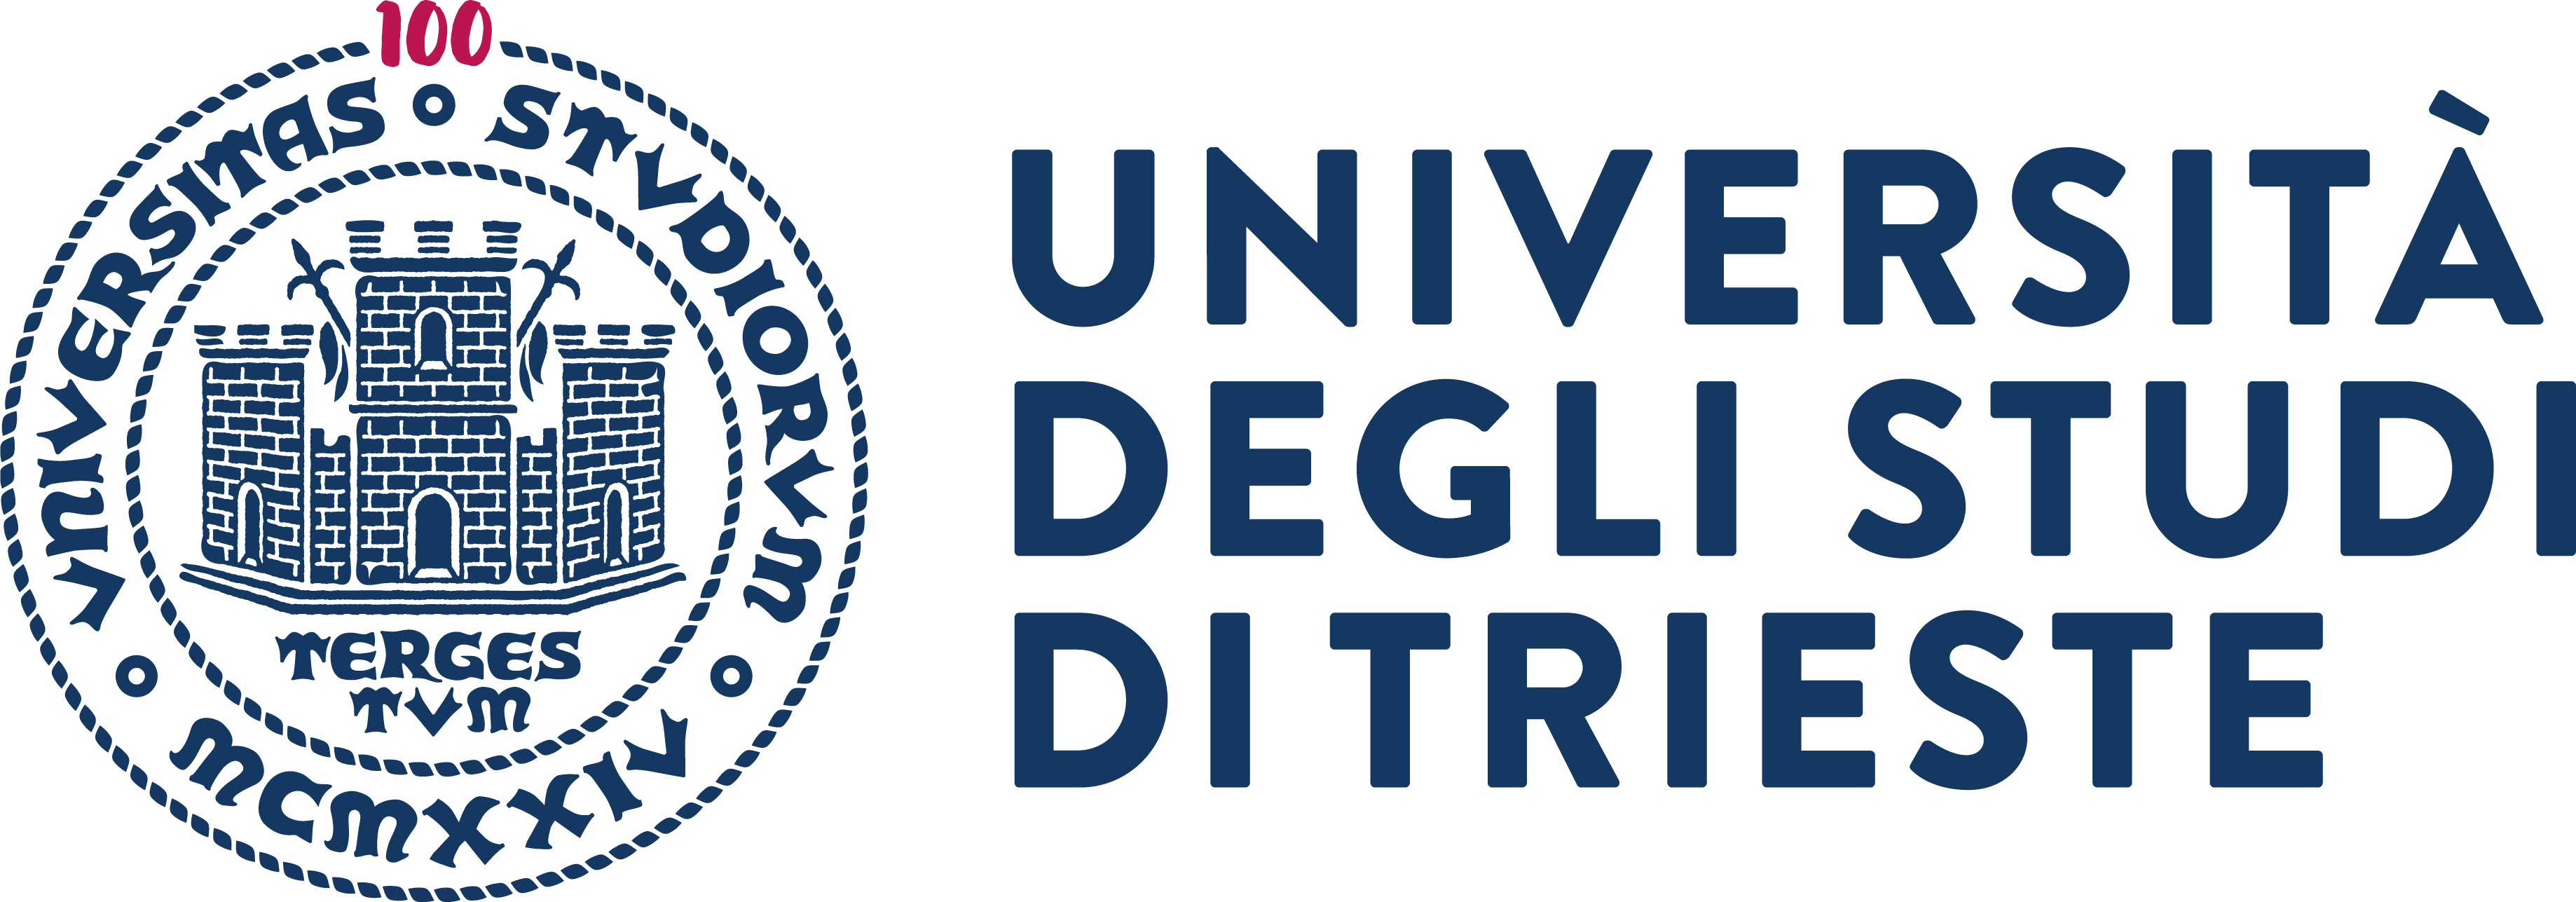 100
VNIVERSITAS STVDIORVM
TERGES
TVM
MCMXXIV
UNIVERSITÀ
DEGLI STUDI
DI TRIESTE